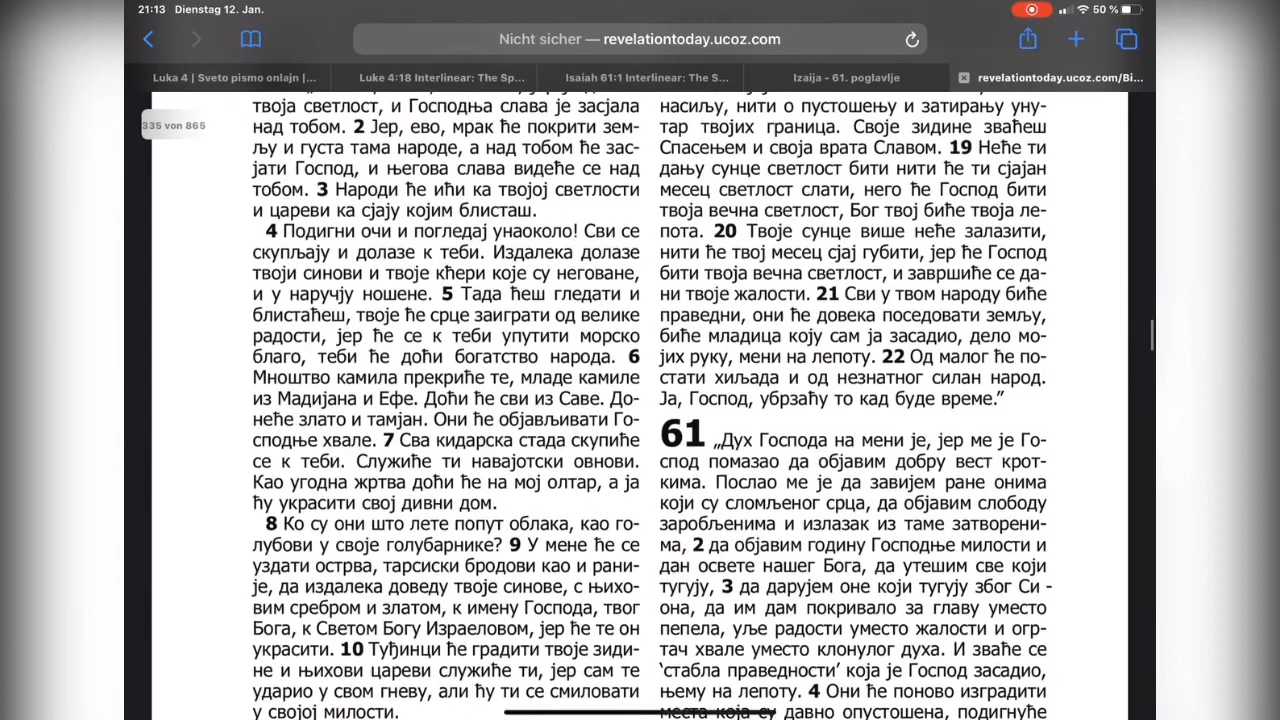 21:13 Dienstag 12. Jan.
50 %
Nicht sicher — revelationtoday.ucoz.com
Luka 4 | Sveto pismo onlajn |...
Luke 4:18 Interlinear: The Sp...
Isaiah 61:1 Interlinear: The S...
Izaija - 61. poglavlje
revelationtoday.ucoz.com/Bi...
335 von 865
твоја светлост, и Господња слава је засјала
над тобом. 2 Јер, ево, мрак ће покрити зем-
љу и густа тама народе, а над тобом ће зас-
јати Господ, и његова слава видеће се над
тобом. 3 Народи ће ићи ка твојој светлости
и цареви ка сјају којим блисташ.
4 Подигни очи и погледај унаоколо! Сви се
скупљају и долазе к теби. Издалека долазе
твоји синови и твоје кћери које су неговане,
и у наручју ношене. 5 Тада ћеш гледати и
блистаћеш, твоје ће срце заиграти од велике
радости, јер ће се к теби упутити морско
благо, теби ће доћи богатство народа. 6
Мноштво камила прекриће те, младе камиле
из Мадијана и Ефе. Доћи ће сви из Саве. До-
неће злато и тамјан. Они ће објављивати Го-
сподње хвале. 7 Сва кидарска стада скупиће
се к теби. Служиће ти навајотски овнови.
Као угодна жртва доћи ће на мој олтар, а ја
ћу украсити свој дивни дом.
8 Ко су они што лете попут облака, као го-
лубови у своје голубарнике? 9 У мене ће се
уздати острва, тарсиски бродови као и рани-
је, да издалека доведу твоје синове, с њихо-
вим сребром и златом, к имену Господа, твог
Бога, к Светом Богу Израеловом, јер ће те он
украсити. 10 Туђинци ће градити твоје зиди-
не и њихови цареви служиће ти, јер сам те
ударио у свом гневу, али ћу ти се смиловати
у својој милости.
насиљу, нити о пустошењу и затирању уну-
тар твојих граница. Своје зидине зваћеш
Спасењем и своја врата Славом. 19 Неће ти
дању сунце светлост бити нити ће ти сјајан
месец светлост слати, него ће Господ бити
твоја вечна светлост, Бог твој биће твоја ле-
пота. 20 Твоје сунце више неће залазити,
нити ће твој месец сјај губити, јер ће Господ
бити твоја вечна светлост, и завршиће се да-
ни твоје жалости. 21 Сви у твом народу биће
праведни, они ће довека поседовати земљу,
биће младица коју сам ја засадио, дело мо-
јих руку, мени на лепоту. 22 Од малог ће по-
стати хиљада и од незнатног силан народ.
Ја, Господ, убрзаћу то кад буде време.”
61 „Дух Господа на мени је, јер ме је Го-
спод помазао да објавим добру вест крот-
кима. Послао ме је да завијем ране онима
који су сломљеног срца, да објавим слободу
заробљенима и излазак из таме затворени-
ма, 2 да објавим годину Господње милости и
дан освете нашег Бога, да утешим све који
тугују, 3 да дарујем оне који тугују због Си -
она, да им дам покривало за главу уместо
пепела, уље радости уместо жалости и огр-
тач хвале уместо клонулог духа. И зваће се
‘стабла праведности’ која је Господ засадио,
њему на лепоту. 4 Они ће поново изградити
места која су давно опустошена, подигнуће